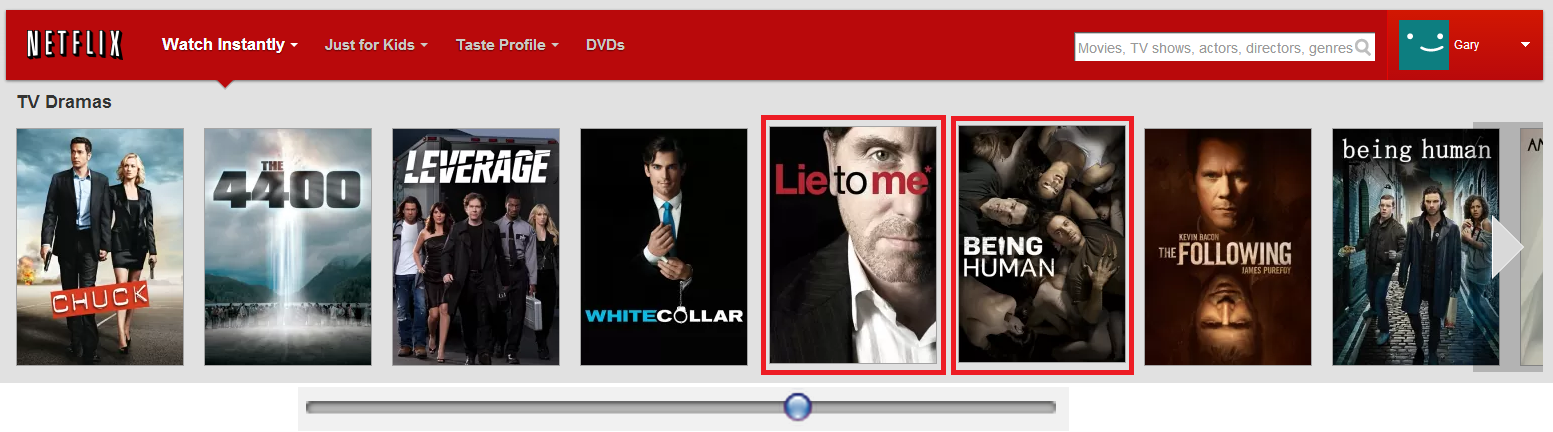 NETFLIX
Watch Instantly
Just for Kids
Taste Profile
DVDs
Movies, TV shows, actors, directors, genres
Gary
TV Dramas
CHUCK
THE
4400
LEVERAGE
WHITECOLLAR
Lie to me*
BEING
HUMAN
KEVIN BACON
THE FOLLOWING
JAMES PUREFOY
being human